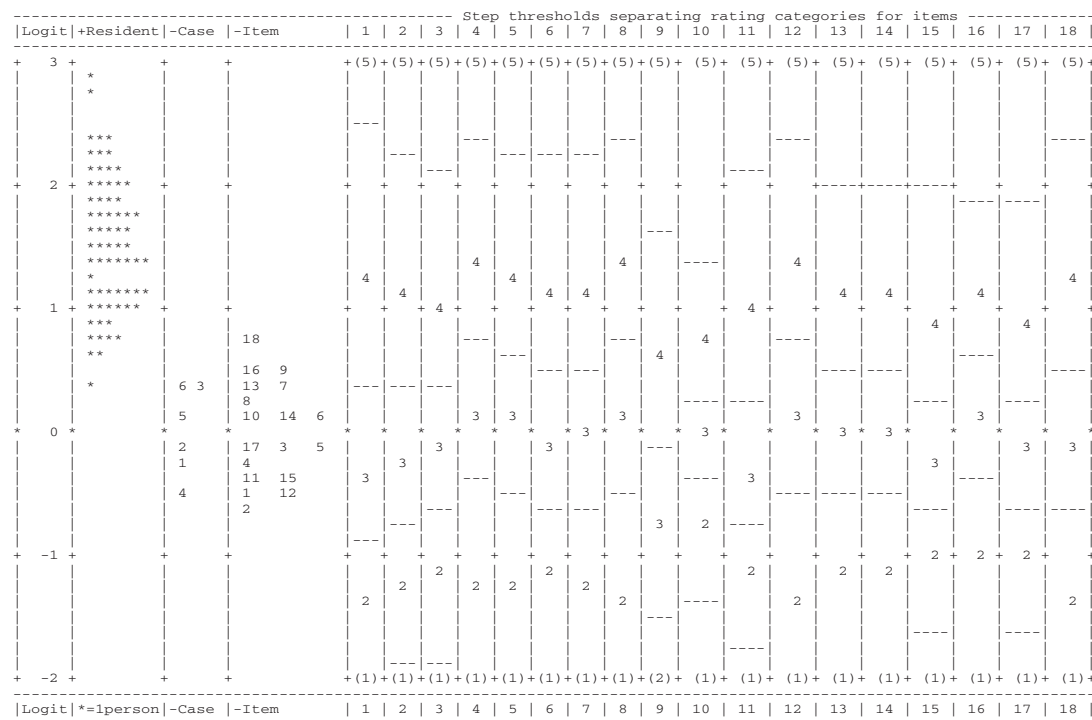 Step thresholds separating rating categories for items
|Logit|+Resident|-Case |-Item | 1 | 2 | 3 | 4 | 5 | 6 | 7 | 8 | 9 | 10 | 11 | 12 | 13 | 14 | 15 | 16 | 17 | 18 |
+ 3 + + + +(5)+(5)+(5)+(5)+(5)+(5)+(5)+(5)+(5)+ (5)+ (5)+ (5)+ (5)+ (5)+ (5)+ (5)+ (5)+ (5)+
*
*
---
*** --- --- ---- ----
*** --- --- --- ---
**** --- ----
+ 2 + ***** + + + + + + + + + + + + + + +----+----+----+ + + +
**** ---- ----
******
***** ---
*****
******* 4 4 ---- 4
* 4 4 4
******* 4 4 4 4 4 4
+ 1 + ****** + + + + + 4 + + + + + + + + 4 + + + + + + + +
*** 4 4
**** 18 --- --- 4 ----
** --- 4 ----
16 9 --- --- ---- ---- ----
* 6 3 13 7 --- --- ---
8 ---- ---- ---- ----
5 10 14 6 3 3 3 3 3
* 0 * * * * * * * * * * 3 * * * 3 * * * 3 * 3 * * * * *
2 17 3 5 3 3 --- 3 3
1 4 3 3
11 15 3 --- ---- 3 ----
4 1 12 --- --- ---- ---- ----
2 --- --- --- ---- ---- ----
--- 3 2 ----
---
+ -1 + + + + + + + + + + + + + + + + + + 2 + 2 + 2 + +
2 2 2 2 2
2 2 2 2
2 2 ---- 2 2
---
---- ----
----
--- ---
+ -2 + + + +(1)+(1)+(1)+(1)+(1)+(1)+(1)+(1)+(2)+ (1)+ (1)+ (1)+ (1)+ (1)+ (1)+ (1)+ (1)+ (1)+
|Logit|*=1person|-Case |-Item | 1 | 2 | 3 | 4 | 5 | 6 | 7 | 8 | 9 | 10 | 11 | 12 | 13 | 14 | 15 | 16 | 17 | 18 |